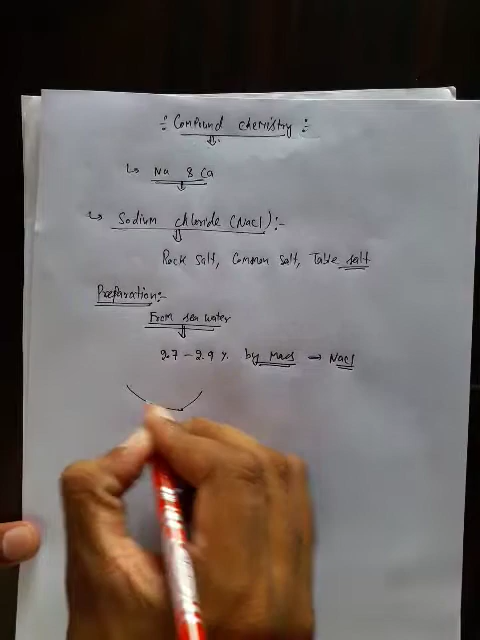 ÷ Compound chemistry ÷
↳ Na & Ca
↳ Sodium chloride (Nacl):-
Rock Salt, Common salt, Table salt
Preparation:-
From sea water
2.7 - 2.9 % by Mass → Nacl